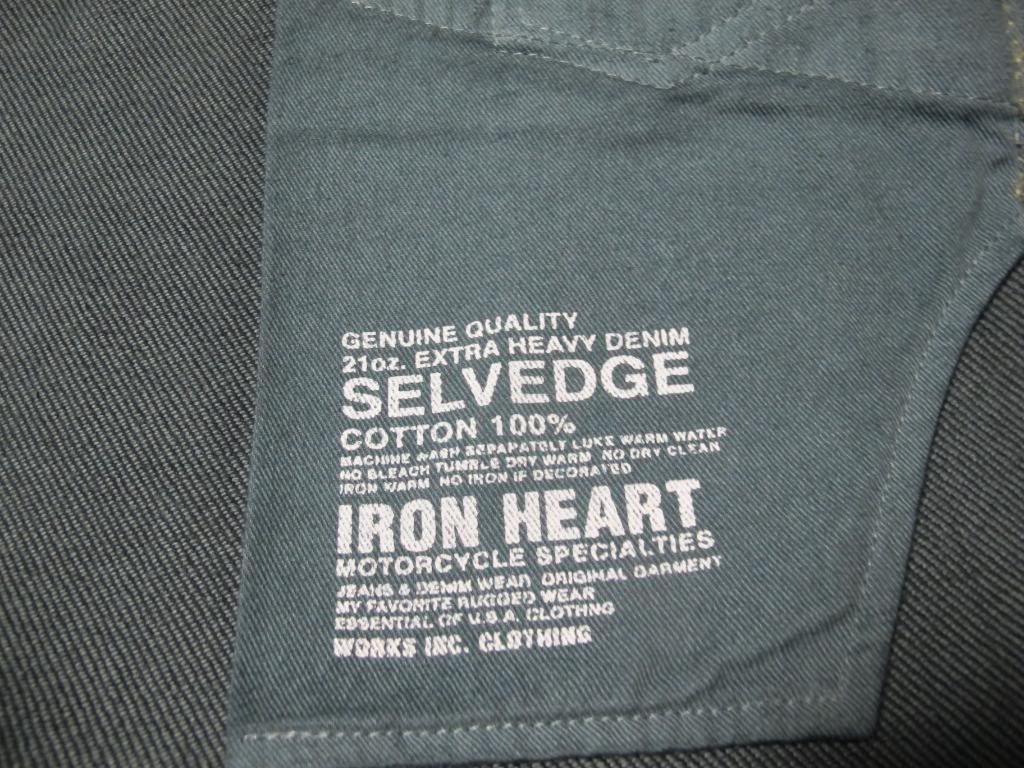 GENUINE QUALITY
21oz. EXTRA HEAVY DENIM
SELVEDGE
COTTON 100%
MACHINE WASH SEPAPATELY LUKE WARM WATER
NO BLEACH TUMBLE DRY WARM NO DRY CLEAN
IRON WARM NO IRON IF DECORATED
IRON HEART
MOTORCYCLE SPECIALTIES
JEANS & DENIM WEAR ORIGINAL GARMENT
MY FAVORITE RUGGED WEAR
ESSENTIAL OF U.S.A. CLOTHNG
WORKS INC. CLOTHING